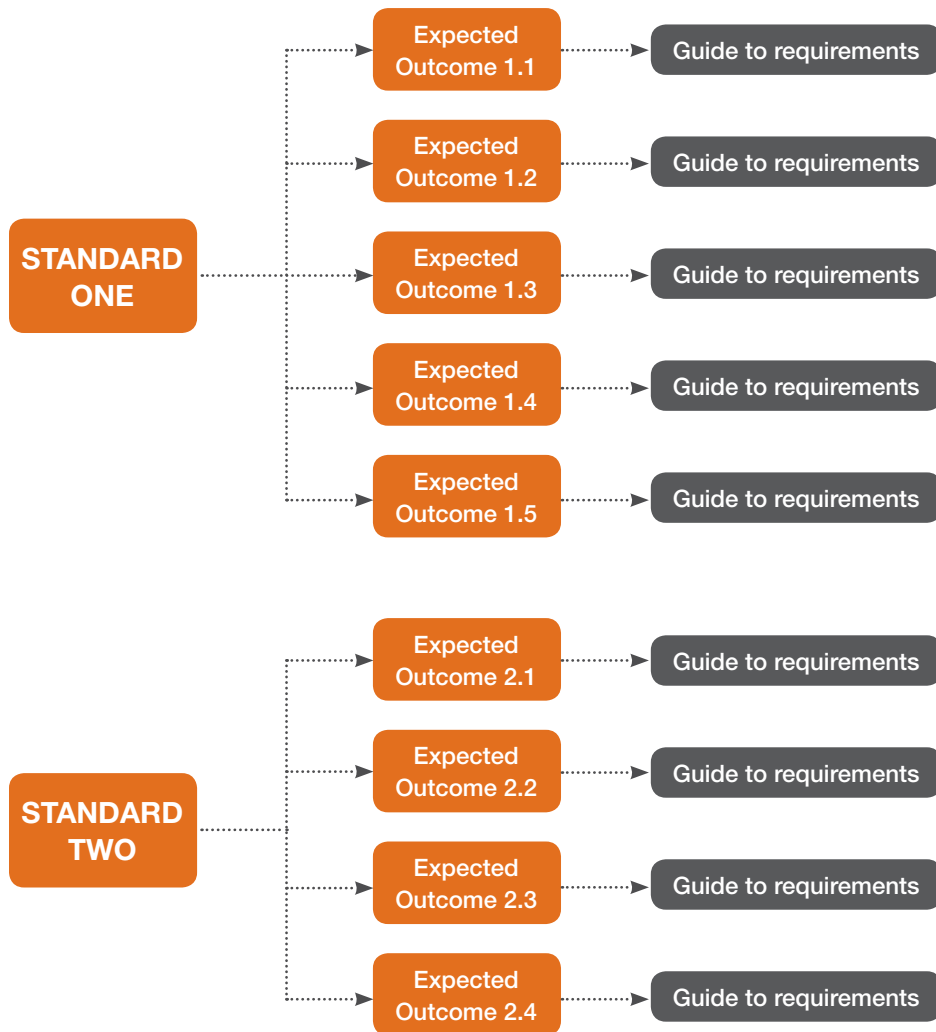 Expected
Outcome 1.1
Guide to requirements
Expected
Outcome 1.2
Guide to requirements
STANDARD
ONE
Expected
Outcome 1.3
Guide to requirements
Expected
Outcome 1.4
Guide to requirements
Expected
Outcome 1.5
Guide to requirements
Expected
Outcome 2.1
Guide to requirements
Expected
Outcome 2.2
Guide to requirements
STANDARD
TWO
Expected
Outcome 2.3
Guide to requirements
Expected
Outcome 2.4
Guide to requirements